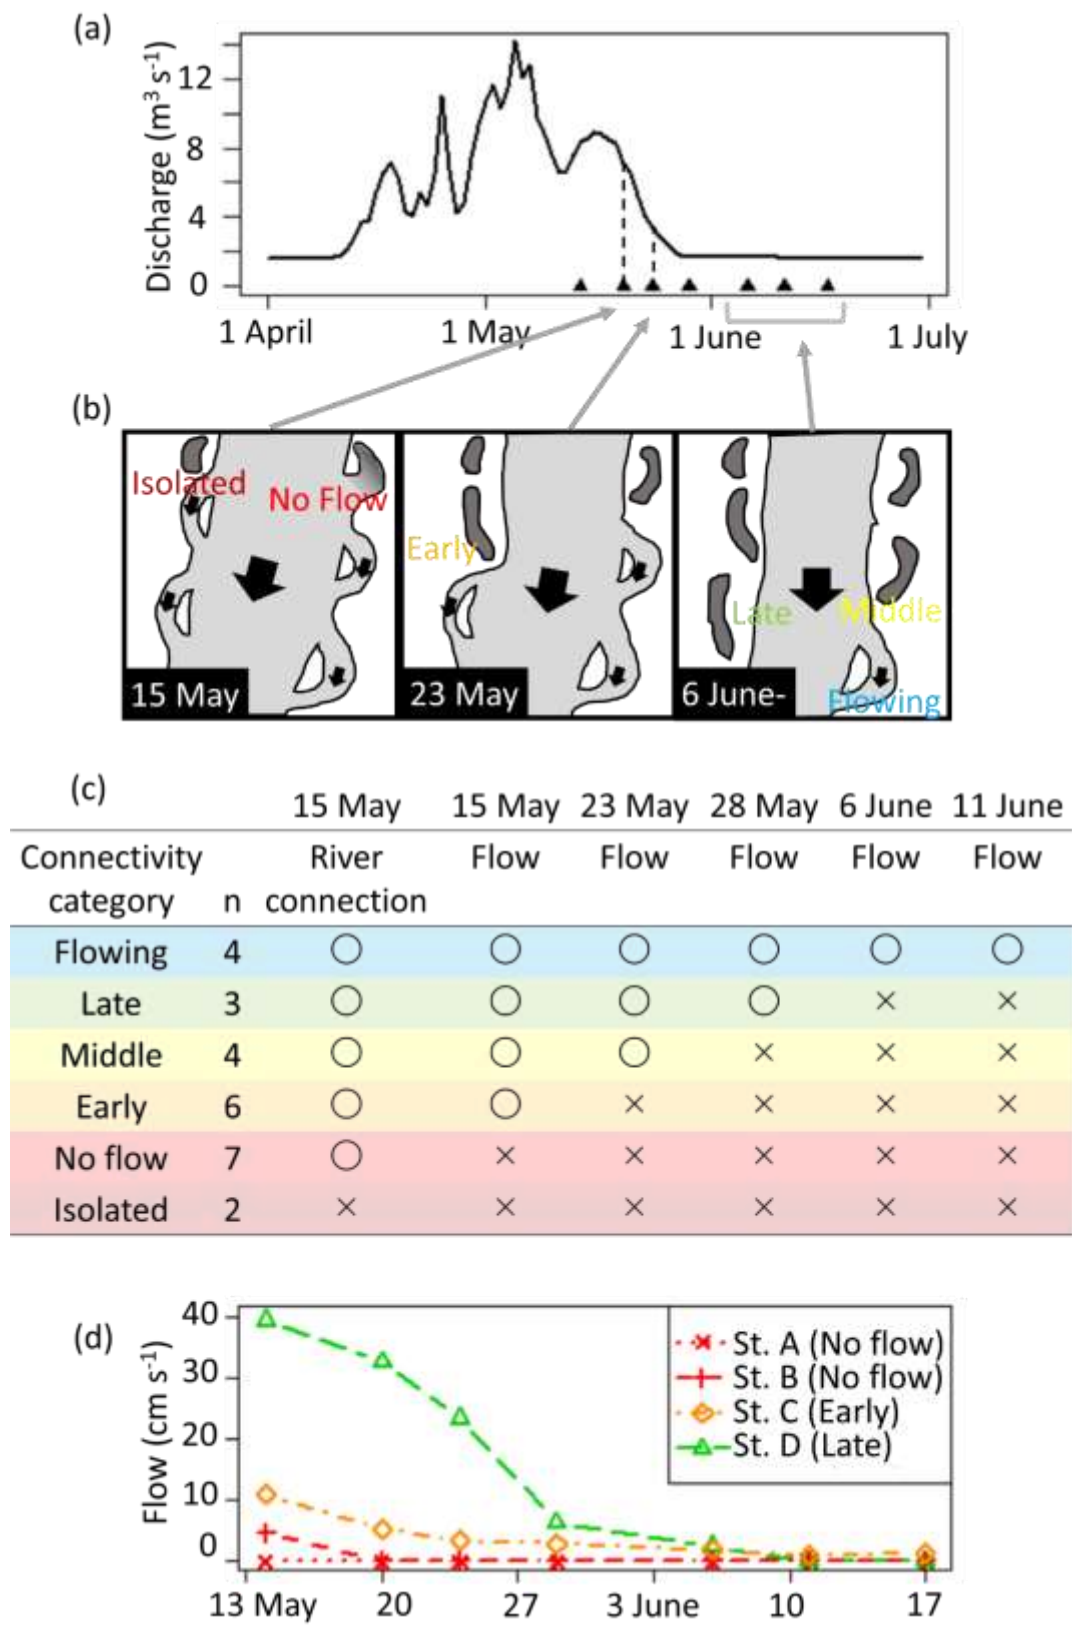 (a)
Discharge (m³ s⁻¹)
12
8
4
0
1 April
1 May
1 June
1 July
(b)
Isolated
No Flow
15 May
Early
23 May
Late
Middle
Flowing
6 June-
(c)
15 May 15 May 23 May 28 May 6 June 11 June
Connectivity River Flow Flow Flow Flow Flow
category n connection
Flowing 4 ○ ○ ○ ○ ○ ○
Late 3 ○ ○ ○ ○ × ×
Middle 4 ○ ○ ○ × × ×
Early 6 ○ ○ × × × ×
No flow 7 ○ × × × × ×
Isolated 2 × × × × × ×
(d)
Flow (cm s⁻¹)
40
30
20
10
0
St. A (No flow)
St. B (No flow)
St. C (Early)
St. D (Late)
13 May 20 27 3 June 10 17